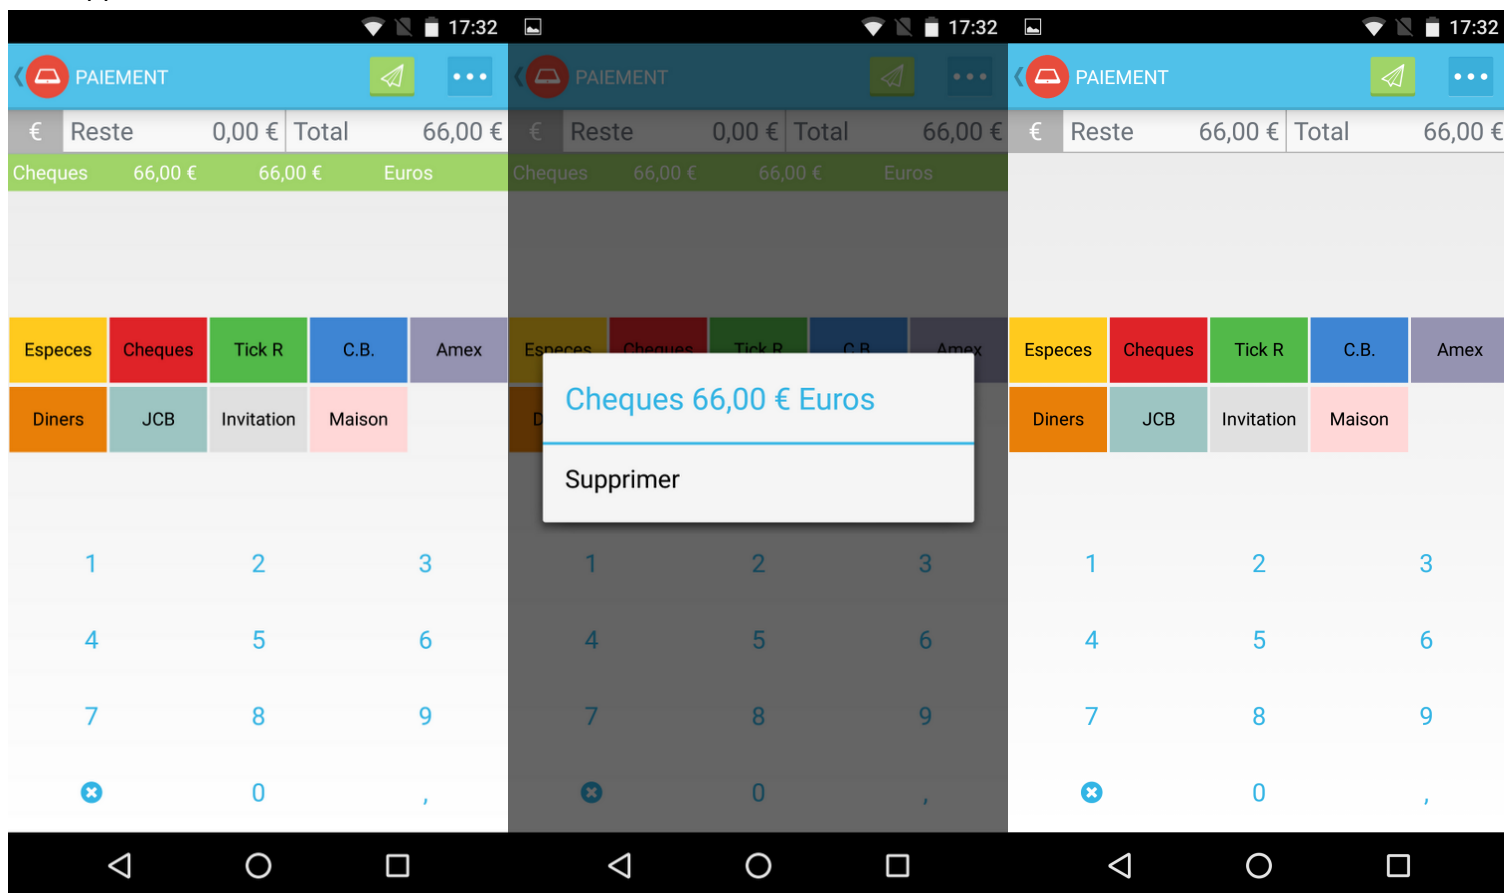 17:32
PAIEMENT
€ Reste 0,00 € Total 66,00 €
Cheques 66,00 € 66,00 € Euros
Especes Cheques Tick R C.B. Amex
Diners JCB Invitation Maison
1 2 3
4 5 6
7 8 9
0 ,
17:32
PAIEMENT
€ Reste 0,00 € Total 66,00 €
Cheques 66,00 € 66,00 € Euros
Especes Cheques Tick R C.B. Amex
Cheques 66,00 € Euros
Supprimer
1 2 3
4 5 6
7 8 9
0 ,
17:32
PAIEMENT
€ Reste 66,00 € Total 66,00 €
Especes Cheques Tick R C.B. Amex
Diners JCB Invitation Maison
1 2 3
4 5 6
7 8 9
0 ,